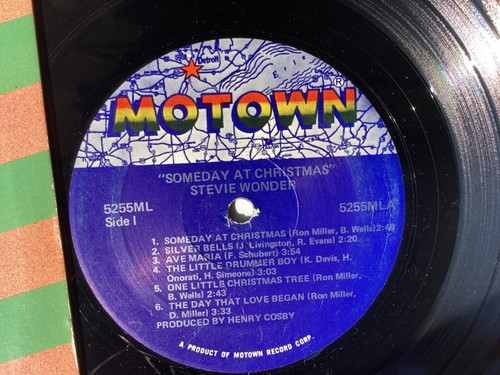 Detroit
Erie
MOTOWN®
"SOMEDAY AT CHRISTMAS"
STEVIE WONDER
5255ML 5255MLA
Side I
1. SOMEDAY AT CHRISTMAS (Ron Miller, B. Wells) 2:48
2. SILVER BELLS (J. Livingston, R. Evans) 2:20
3. AVE MARIA (F. Schubert) 3:54
4. THE LITTLE DRUMMER BOY (K. Davis, H.
Onorati, H. Simeone) 3:03
5. ONE LITTLE CHRISTMAS TREE (Ron Miller,
B. Wells) 2:43
6. THE DAY THAT LOVE BEGAN (Ron Miller,
D. Miller) 3:33
PRODUCED BY HENRY COSBY
A PRODUCT OF MOTOWN RECORD CORP.